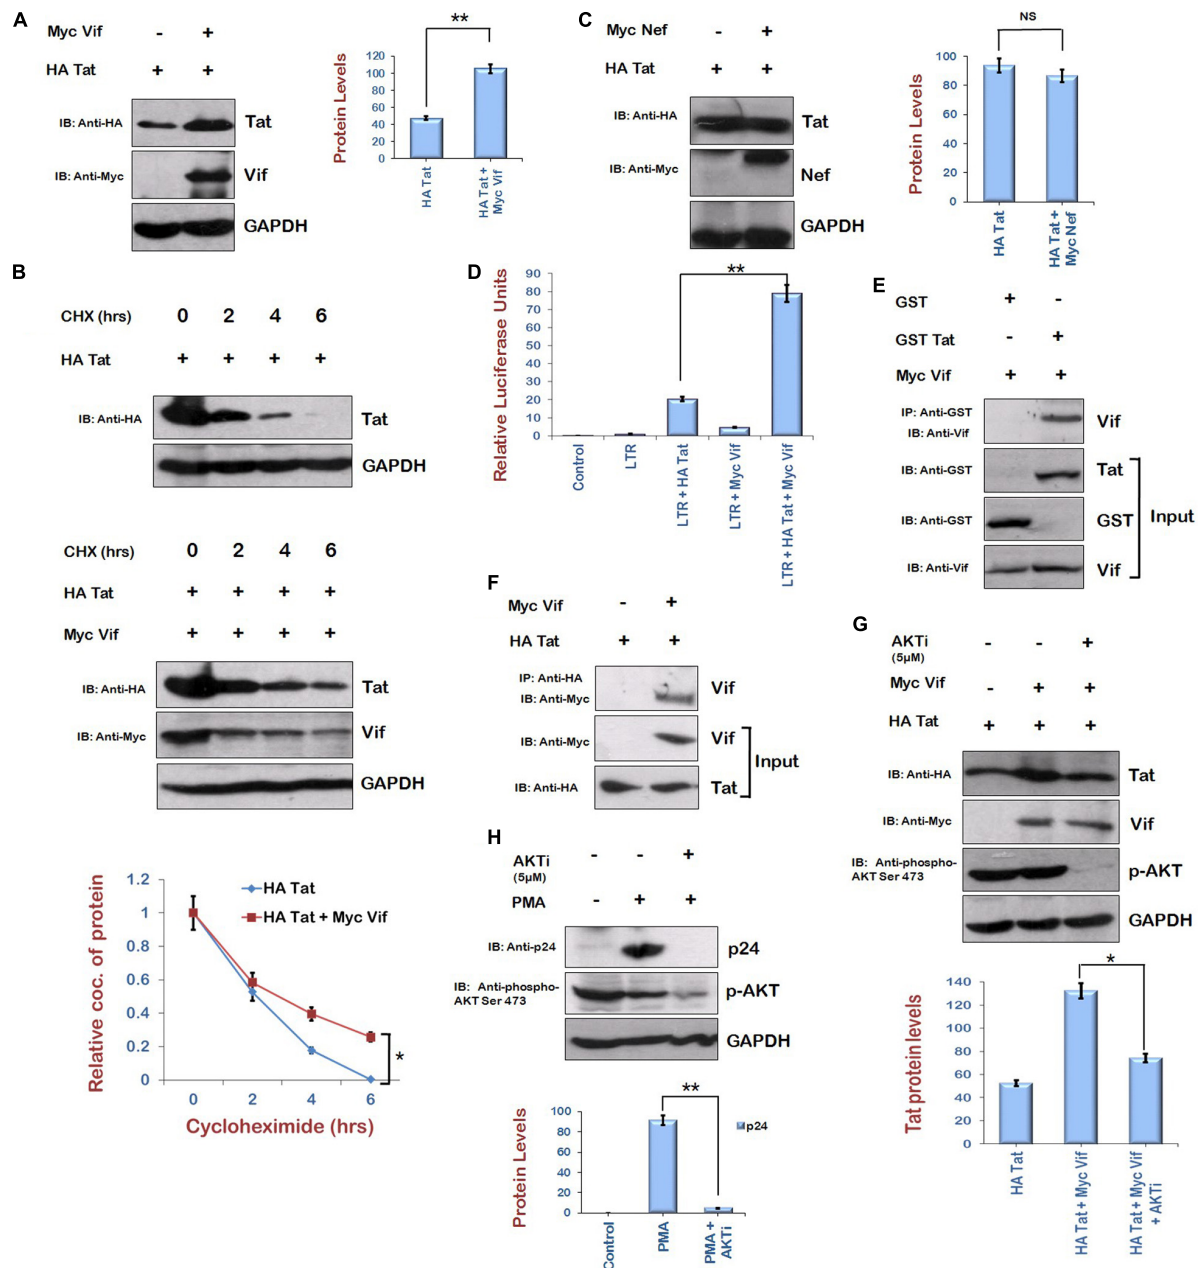 A
Myc Vif - +
HA Tat + +
IB: Anti-HA Tat
IB: Anti-Myc Vif
GAPDH
**
Protein Levels
120
100
80
60
40
20
0
HA Tat
HA Tat +
Myc Vif
C
Myc Nef - +
HA Tat + +
IB: Anti-HA Tat
IB: Anti-Myc Nef
GAPDH
NS
Protein Levels
100
80
60
40
20
0
HA Tat
HA Tat +
Myc Nef
B
CHX (hrs) 0 2 4 6
HA Tat + + + +
IB: Anti-HA Tat
GAPDH
CHX (hrs) 0 2 4 6
HA Tat + + + +
Myc Vif + + + +
IB: Anti-HA Tat
IB: Anti-Myc Vif
GAPDH
Relative coc. of protein
1.2
1
0.8
0.6
0.4
0.2
0
HA Tat
HA Tat + Myc Vif
*
0 2 4 6
Cycloheximide (hrs)
D
Relative Luciferase Units
90
80
70
60
50
40
30
20
10
0
**
Control
LTR
LTR + HA Tat
LTR + Myc Vif
LTR + HA Tat + Myc Vif
E
GST + -
GST Tat - +
Myc Vif + +
IP: Anti-GST
IB: Anti-Vif Vif
IB: Anti-GST Tat
IB: Anti-GST GST
IB: Anti-Vif Vif
Input
F
Myc Vif - +
HA Tat + +
IP: Anti-HA
IB: Anti-Myc Vif
IB: Anti-Myc Vif
IB: Anti-HA Tat
Input
G
AKTi - - +
(5µM)
Myc Vif - + +
HA Tat + + +
IB: Anti-HA Tat
IB: Anti-Myc Vif
IB: Anti-phospho-
AKT Ser 473 p-AKT
GAPDH
*
Tat protein levels
140
120
100
80
60
40
20
0
HA Tat
HA Tat + Myc Vif
HA Tat + Myc Vif
+ AKTi
H
AKTi - - +
(5µM)
PMA - + +
IB: Anti-p24 p24
IB: Anti-phospho-
AKT Ser 473 p-AKT
GAPDH
**
Protein Levels
100
80
60
40
20
0
p24
Control
PMA
PMA +
AKTi